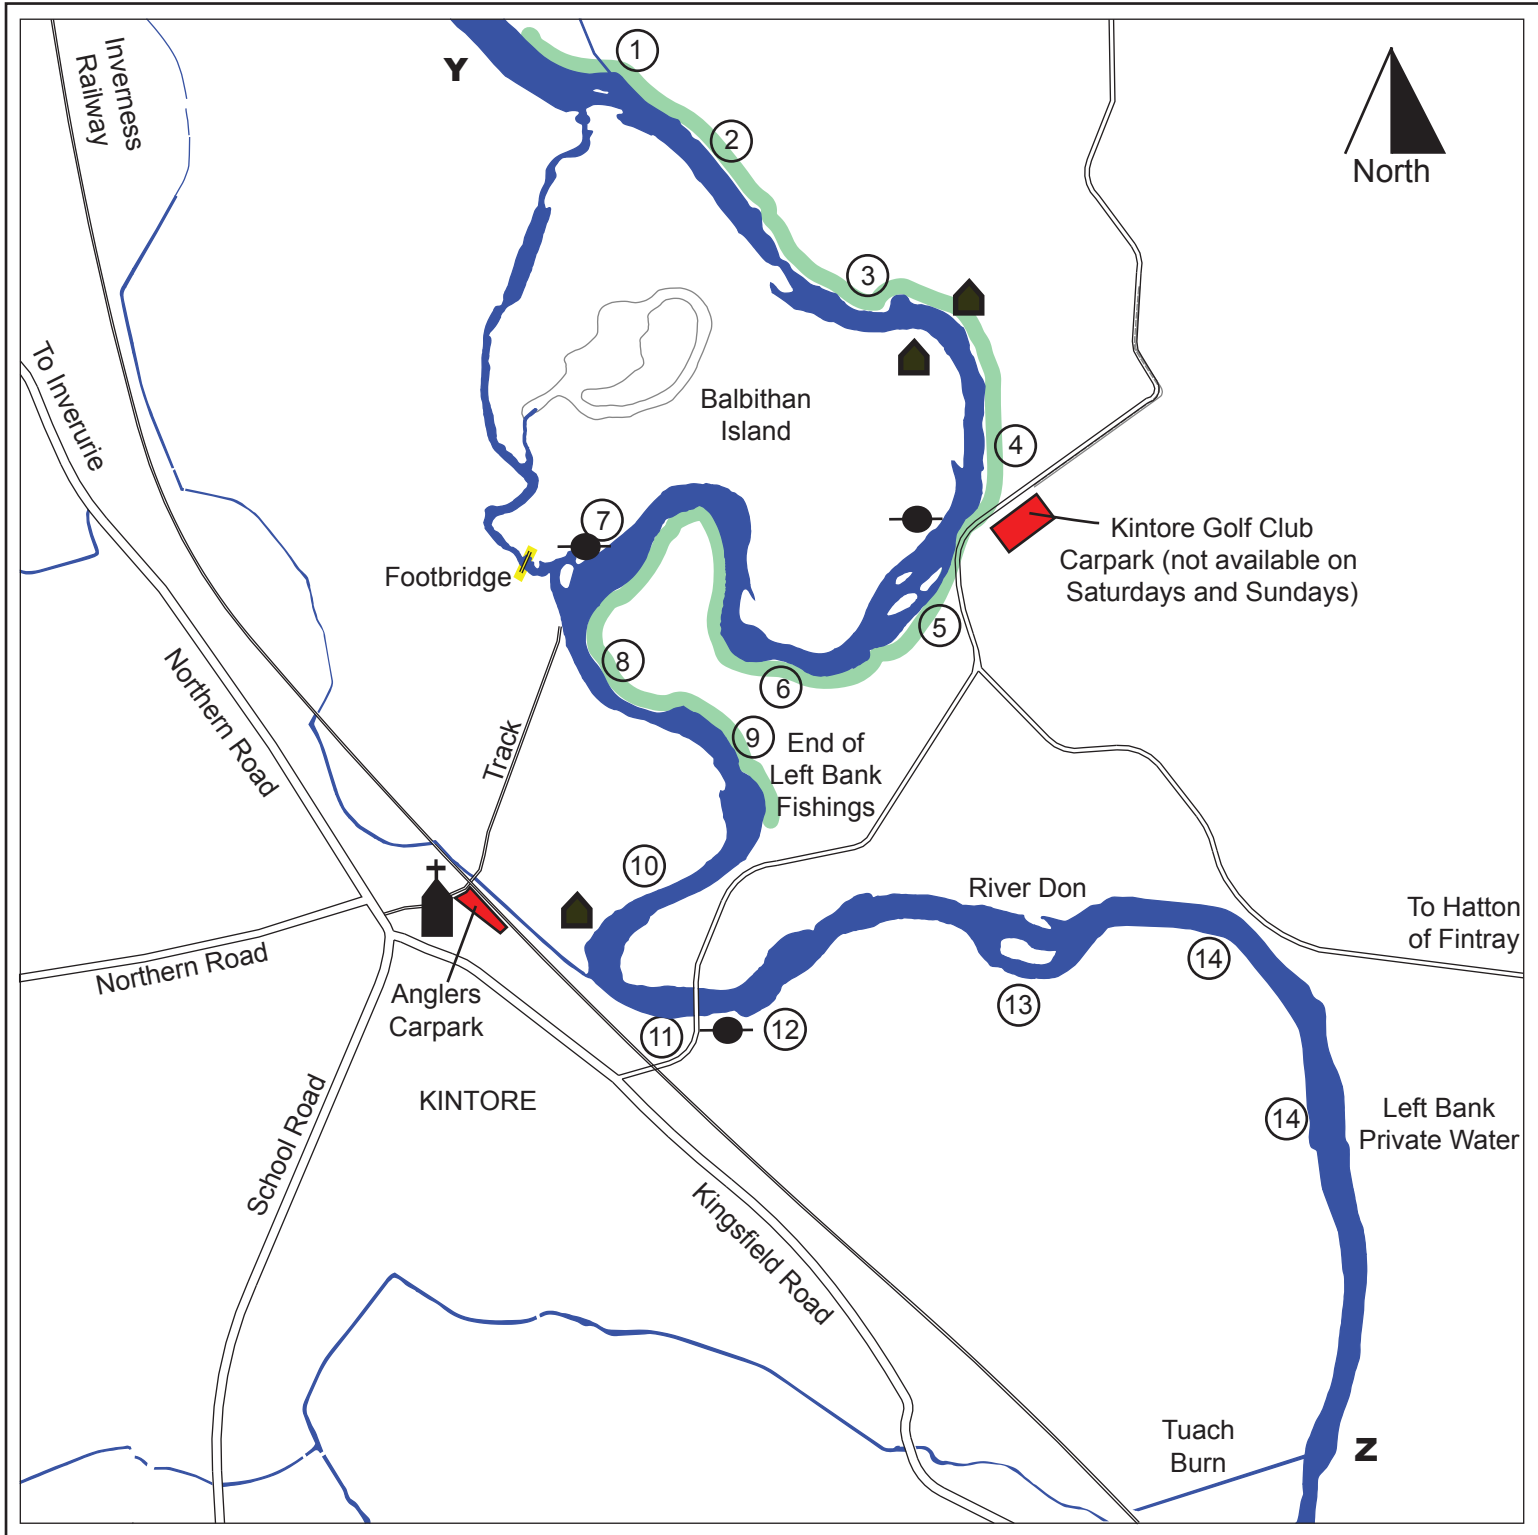 Inverness
Railway
Y
1
2
North
3
To Inverurie
Balbithan
Island
4
7
Kintore Golf Club
Carpark (not available on
Saturdays and Sundays)
Footbridge
5
8
6
Northern Road
Track
9
End of
Left Bank
Fishings
10
River Don
To Hatton
of Fintray
Northern Road
14
Anglers
Carpark
13
11
12
KINTORE
School Road
14
Left Bank
Private Water
Kingsfield Road
Tuach
Burn
Z